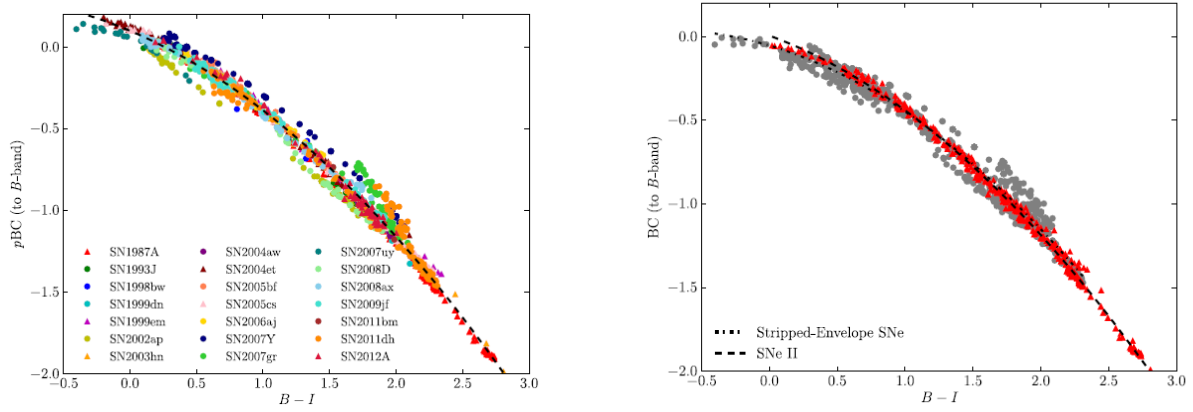 0.0
−0.5
−1.0
−1.5
−2.0
pBC (to B-band)
SN1987A SN2004aw SN2007uy
SN1993J SN2004et SN2008D
SN1998bw SN2005bf SN2008ax
SN1999dn SN2005cs SN2009jf
SN1999em SN2006aj SN2011bm
SN2002ap SN2007Y SN2011dh
SN2003hn SN2007gr SN2012A
−0.5 0.0 0.5 1.0 1.5 2.0 2.5 3.0
B − I
0.0
−0.5
−1.0
−1.5
−2.0
BC (to B-band)
Stripped-Envelope SNe
SNe II
−0.5 0.0 0.5 1.0 1.5 2.0 2.5 3.0
B − I